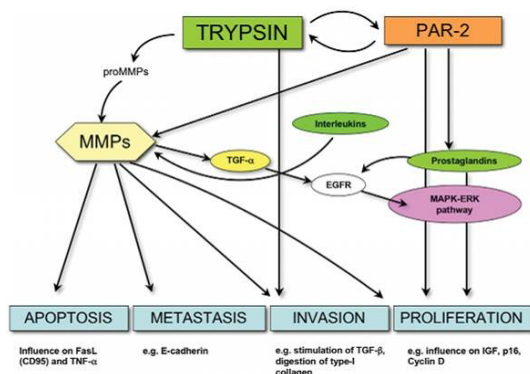 TRYPSIN
PAR-2
proMMPs
MMPs
Interleukins
TGF-α
Prostaglandins
EGFR
MAPK-ERK
pathway
APOPTOSIS
METASTASIS
INVASION
PROLIFERATION
Influence on FasL
(CD95) and TNF-α
e.g. E-cadherin
e.g. stimulation of TGF-β,
digestion of type-I
collagen
e.g. influence on IGF, p16,
Cyclin D